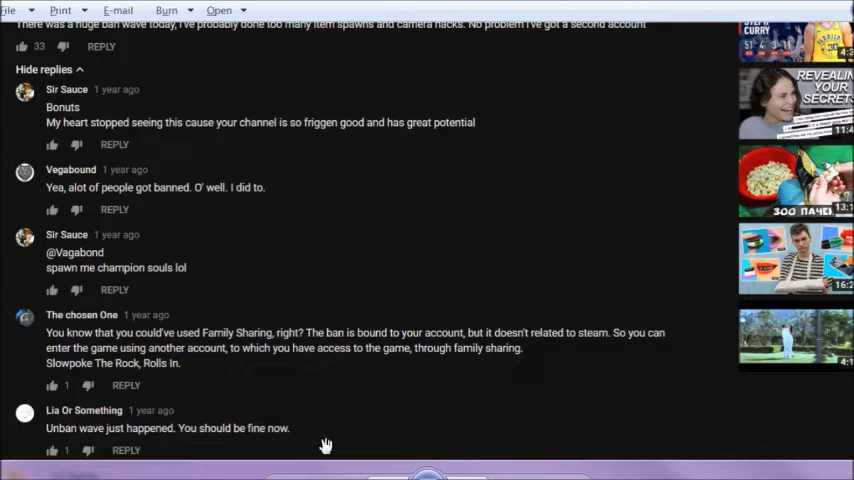 File Print E-mail Burn Open
There was a huge ban wave today, I've probably done too many item spawns and camera hacks. No problem I've got a second account
33 REPLY
Hide replies
Sir Sauce 1 year ago
Bonuts
My heart stopped seeing this cause your channel is so friggen good and has great potential
REPLY
Vegabound 1 year ago
Yea, alot of people got banned. O' well. I did to.
REPLY
Sir Sauce 1 year ago
@Vagabond
spawn me champion souls lol
REPLY
The chosen One 1 year ago
You know that you could've used Family Sharing, right? The ban is bound to your account, but it doesn't related to steam. So you can
enter the game using another account, to which you have access to the game, through family sharing.
Slowpoke The Rock, Rolls In.
1 REPLY
Lia Or Something 1 year ago
Unban wave just happened. You should be fine now.
1 REPLY
CURRY
51 4 3 11
REVEALING
YOUR
SECRETS
11:4
300 ПАЧЕ
13:1
16:2
4:1